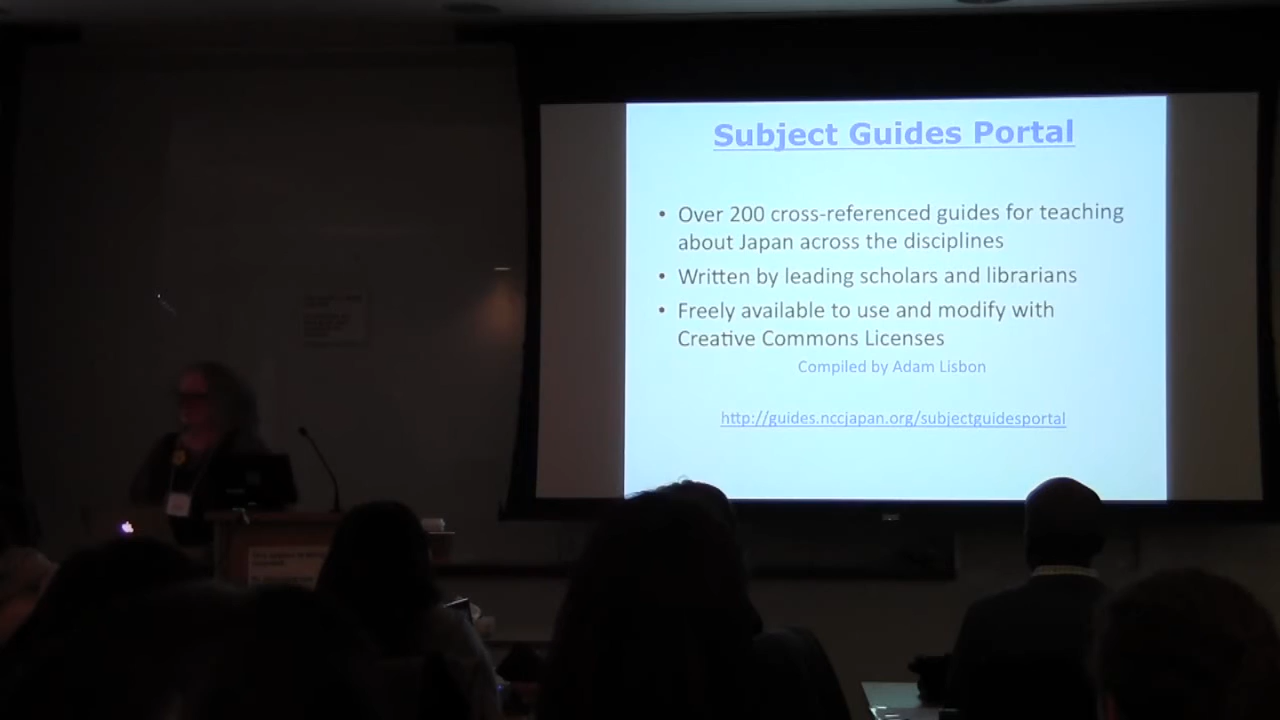 Subject Guides Portal
• Over 200 cross-referenced guides for teaching
about Japan across the disciplines
• Written by leading scholars and librarians
• Freely available to use and modify with
Creative Commons Licenses
Compiled by Adam Lisbon
http://guides.nccjapan.org/subjectguidesportal